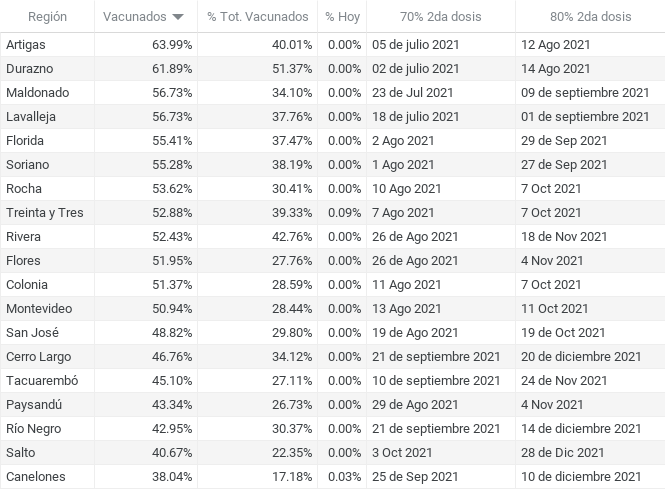 Región Vacunados % Tot. Vacunados % Hoy 70% 2da dosis 80% 2da dosis
Artigas 63.99% 40.01% 0.00% 05 de julio 2021 12 Ago 2021
Durazno 61.89% 51.37% 0.00% 02 de julio 2021 14 Ago 2021
Maldonado 56.73% 34.10% 0.00% 23 de Jul 2021 09 de septiembre 2021
Lavalleja 56.73% 37.76% 0.00% 18 de julio 2021 01 de septiembre 2021
Florida 55.41% 37.47% 0.00% 2 Ago 2021 29 de Sep 2021
Soriano 55.28% 38.19% 0.00% 1 Ago 2021 27 de Sep 2021
Rocha 53.62% 30.41% 0.00% 10 Ago 2021 7 Oct 2021
Treinta y Tres 52.88% 39.33% 0.09% 7 Ago 2021 7 Oct 2021
Rivera 52.43% 42.76% 0.00% 26 de Ago 2021 18 de Nov 2021
Flores 51.95% 27.76% 0.00% 26 de Ago 2021 4 Nov 2021
Colonia 51.37% 28.59% 0.00% 11 Ago 2021 7 Oct 2021
Montevideo 50.94% 28.44% 0.00% 13 Ago 2021 11 Oct 2021
San José 48.82% 29.80% 0.00% 19 de Ago 2021 19 de Oct 2021
Cerro Largo 46.76% 34.12% 0.00% 21 de septiembre 2021 20 de diciembre 2021
Tacuarembó 45.10% 27.11% 0.00% 10 de septiembre 2021 24 de Nov 2021
Paysandú 43.34% 26.73% 0.00% 29 de Ago 2021 4 Nov 2021
Río Negro 42.95% 30.37% 0.00% 21 de septiembre 2021 14 de diciembre 2021
Salto 40.67% 22.35% 0.00% 3 Oct 2021 28 de Dic 2021
Canelones 38.04% 17.18% 0.03% 25 de Sep 2021 10 de diciembre 2021